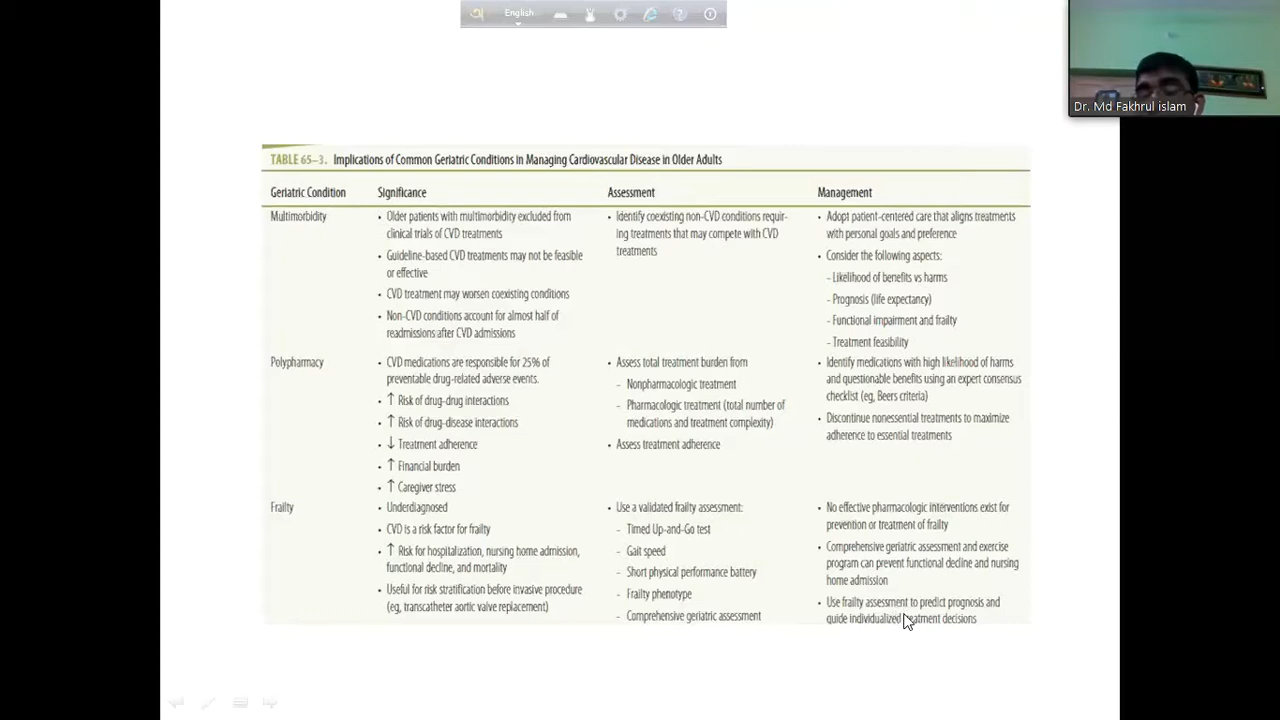 অ English
Dr. Md Fakhrul islam
TABLE 65–3. Implications of Common Geriatric Conditions in Managing Cardiovascular Disease in Older Adults
Geriatric Condition Significance Assessment Management
Multimorbidity
• Older patients with multimorbidity excluded from
clinical trials of CVD treatments
• Guideline-based CVD treatments may not be feasible
or effective
• CVD treatment may worsen coexisting conditions
• Non-CVD conditions account for almost half of
readmissions after CVD admissions
• Identify coexisting non-CVD conditions requir-
ing treatments that may compete with CVD
treatments
• Adopt patient-centered care that aligns treatments
with personal goals and preference
• Consider the following aspects:
- Likelihood of benefits vs harms
- Prognosis (life expectancy)
- Functional impairment and frailty
- Treatment feasibility
Polypharmacy
• CVD medications are responsible for 25% of
preventable drug-related adverse events.
• ↑ Risk of drug-drug interactions
• ↑ Risk of drug-disease interactions
• ↓ Treatment adherence
• ↑ Financial burden
• ↑ Caregiver stress
• Assess total treatment burden from
- Nonpharmacologic treatment
- Pharmacologic treatment (total number of
medications and treatment complexity)
• Assess treatment adherence
• Identify medications with high likelihood of harms
and questionable benefits using an expert consensus
checklist (eg, Beers criteria)
• Discontinue nonessential treatments to maximize
adherence to essential treatments
Frailty
• Underdiagnosed
• CVD is a risk factor for frailty
• ↑ Risk for hospitalization, nursing home admission,
functional decline, and mortality
• Useful for risk stratification before invasive procedure
(eg, transcatheter aortic valve replacement)
• Use a validated frailty assessment:
- Timed Up-and-Go test
- Gait speed
- Short physical performance battery
- Frailty phenotype
- Comprehensive geriatric assessment
• No effective pharmacologic interventions exist for
prevention or treatment of frailty
• Comprehensive geriatric assessment and exercise
program can prevent functional decline and nursing
home admission
• Use frailty assessment to predict prognosis and
guide individualized treatment decisions